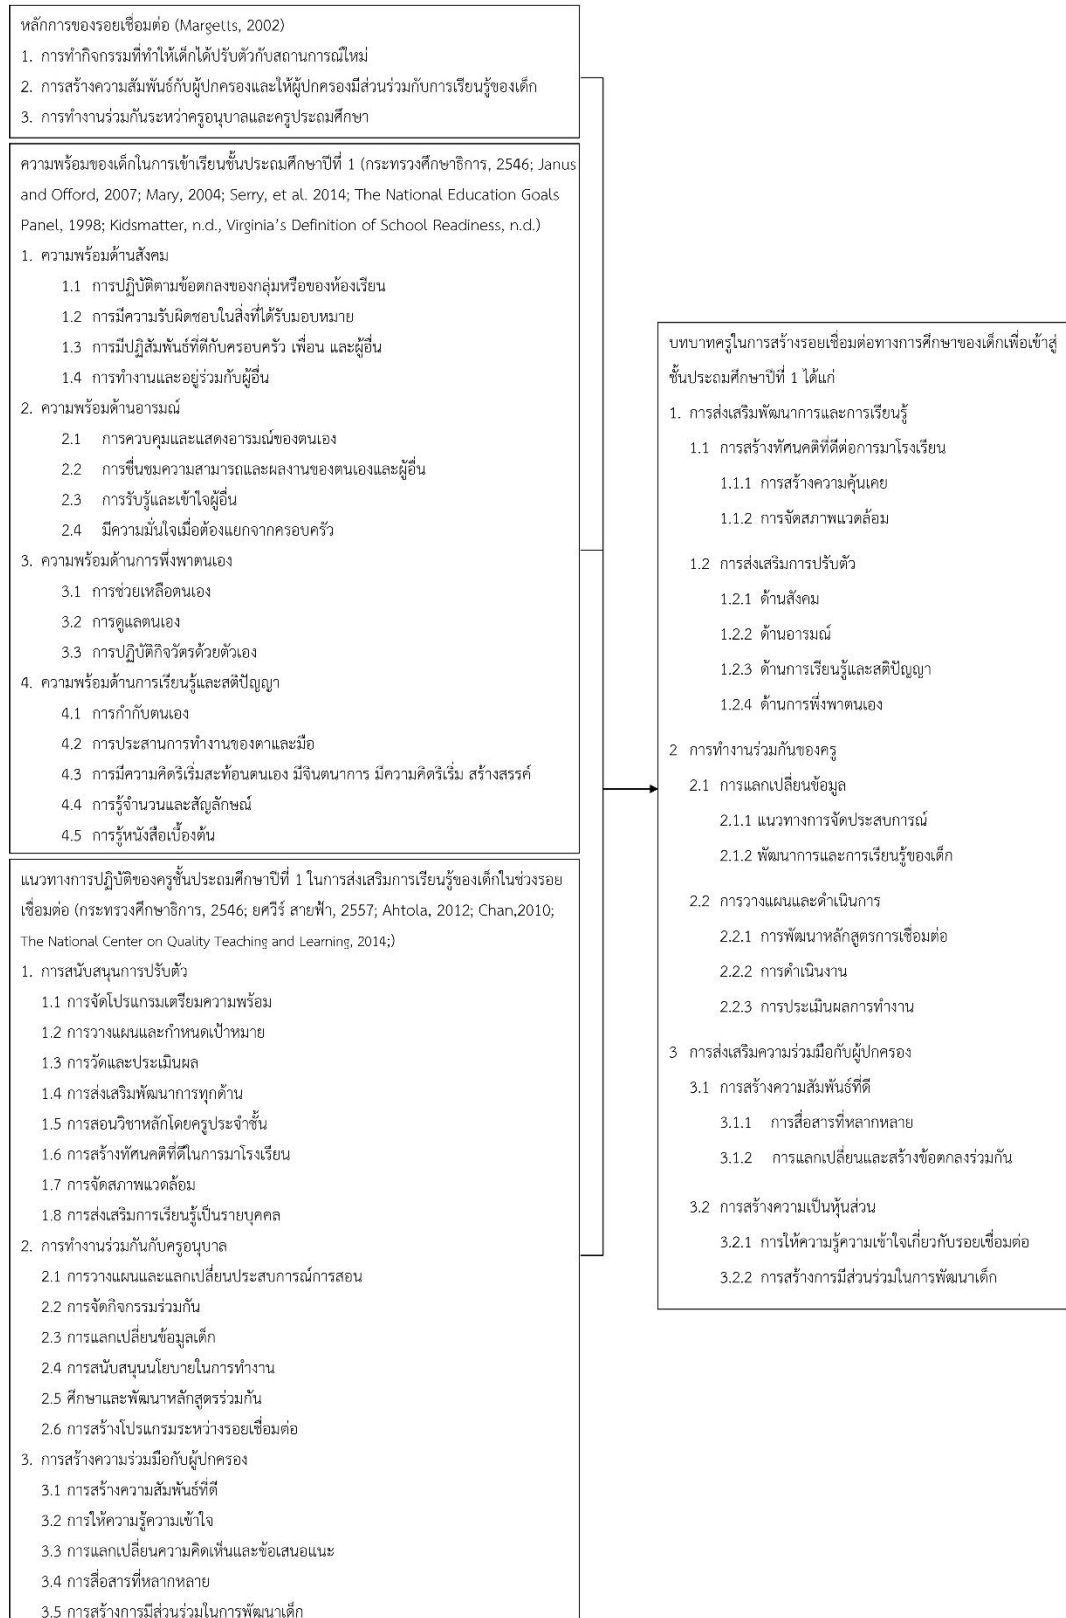 หลักการของรอยเชื่อมต่อ (Margetts, 2002)
1. การทำกิจกรรมที่ทำให้เด็กได้ปรับตัวกับสถานการณ์ใหม่
2. การสร้างความสัมพันธ์กับผู้ปกครองและให้ผู้ปกครองมีส่วนร่วมกับการเรียนรู้ของเด็ก
3. การทำงานร่วมกันระหว่าครูอนุบาลและครูประถมศึกษา
ความพร้อมของเด็กในการเข้าเรียนชั้นประถมศึกษาปีที่ 1 (กระทรวงศึกษาธิการ, 2546; Janus
and Offord, 2007; Mary, 2004; Serry, et al. 2014; The National Education Goals
Panel, 1998; Kidsmatter, n.d., Virginia's Definition of School Readiness, n.d.)
1. ความพร้อมด้านสังคม
1.1 การปฏิบัติตามข้อตกลงของกลุ่มหรือของห้องเรียน
1.2 การมีความรับผิดชอบในสิ่งที่ได้รับมอบหมาย
1.3 การมีปฏิสัมพันธ์ที่ดีกับครอบครัว เพื่อน และผู้อื่น
1.4 การทำงานและอยู่ร่วมกับผู้อื่น
2. ความพร้อมด้านอารมณ์
2.1 การควบคุมและแสดงอารมณ์ของตนเอง
2.2 การชื่นชมความสามารถและผลงานของตนเองและผู้อื่น
2.3 การรับรู้และเข้าใจผู้อื่น
2.4 มีความมั่นใจเมื่อต้องแยกจากครอบครัว
3. ความพร้อมด้านการพึ่งพาตนเอง
3.1 การช่วยเหลือตนเอง
3.2 การดูแลตนเอง
3.3 การปฏิบัติกิจวัตรด้วยตัวเอง
4. ความพร้อมด้านการเรียนรู้และสติปัญญา
4.1 การกำกับตนเอง
4.2 การประสานการทำงานของตาและมือ
4.3 การมีความคิดริเริ่มสะท้อนตนเอง มีจินตนาการ มีความคิดริเริ่ม สร้างสรรค์
4.4 การรู้จำนวนและสัญลักษณ์
4.5 การรู้หนังสือเบื้องต้น
แนวทางการปฏิบัติของครูชั้นประถมศึกษาปีที่ 1 ในการส่งเสริมการเรียนรู้ของเด็กในช่วงรอย
เชื่อมต่อ (กระทรวงศึกษาธิการ, 2546; ยศวีร์ สายฟ้า, 2557; Ahtola, 2012; Chan,2010;
The National Center on Quality Teaching and Learning, 2014;)
1. การสนับสนุนการปรับตัว
1.1 การจัดโปรแกรมเตรียมความพร้อม
1.2 การวางแผนและกำหนดเป้าหมาย
1.3 การวัดและประเมินผล
1.4 การส่งเสริมพัฒนาการทุกด้าน
1.5 การสอนวิชาหลักโดยครูประจำชั้น
1.6 การสร้างทัศนคติที่ดีในการมาโรงเรียน
1.7 การจัดสภาพแวดล้อม
1.8 การส่งเสริมการเรียนรู้เป็นรายบุคคล
2. การทำงานร่วมกันกับครูอนุบาล
2.1 การวางแผนและแลกเปลี่ยนประสบการณ์การสอน
2.2 การจัดกิจกรรมร่วมกัน
2.3 การแลกเปลี่ยนข้อมูลเด็ก
2.4 การสนับสนุนนโยบายในการทำงาน
2.5 ศึกษาและพัฒนาหลักสูตรร่วมกัน
2.6 การสร้างโปรแกรมระหว่างรอยเชื่อมต่อ
3. การสร้างความร่วมมือกับผู้ปกครอง
3.1 การสร้างความสัมพันธ์ที่ดี
3.2 การให้ความรู้ความเข้าใจ
3.3 การแลกเปลี่ยนความคิดเห็นและข้อเสนอแนะ
3.4 การสื่อสารที่หลากหลาย
3.5 การสร้างการมีส่วนร่วมในการพัฒนาเด็ก
บทบาทครูในการสร้างรอยเชื่อมต่อทางการศึกษาของเด็กเพื่อเข้าสู่
ชั้นประถมศึกษาปีที่ 1 ได้แก่
1. การส่งเสริมพัฒนาการและการเรียนรู้
1.1 การสร้างทัศนคติที่ดีต่อการมาโรงเรียน
1.1.1 การสร้างความคุ้นเคย
1.1.2 การจัดสภาพแวดล้อม
1.2 การส่งเสริมการปรับตัว
1.2.1 ด้านสังคม
1.2.2 ด้านอารมณ์
1.2.3 ด้านการเรียนรู้และสติปัญญา
1.2.4 ด้านการพึ่งพาตนเอง
2 การทำงานร่วมกันของครู
2.1 การแลกเปลี่ยนข้อมูล
2.1.1 แนวทางการจัดประสบการณ์
2.1.2 พัฒนาการและการเรียนรู้ของเด็ก
2.2 การวางแผนและดำเนินการ
2.2.1 การพัฒนาหลักสูตรการเชื่อมต่อ
2.2.2 การดำเนินงาน
2.2.3 การประเมินผลการทำงาน
3 การส่งเสริมความร่วมมือกับผู้ปกครอง
3.1 การสร้างความสัมพันธ์ที่ดี
3.1.1 การสื่อสารที่หลากหลาย
3.1.2 การแลกเปลี่ยนและสร้างข้อตกลงร่วมกัน
3.2 การสร้างความเป็นหุ้นส่วน
3.2.1 การให้ความรู้ความเข้าใจเกี่ยวกับรอยเชื่อมต่อ
3.2.2 การสร้างการมีส่วนร่วมในการพัฒนาเด็ก